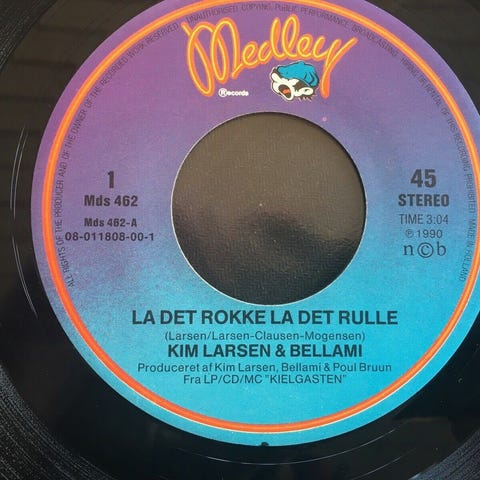 ALL RIGHTS OF THE PRODUCER AND OF THE OWNER OF THE RECORDED WORK RESERVED UNAUTHORISED COPYING, PUBLIC PERFORMANCE, BROADCASTING, HIRING OR RENTAL OF THIS RECORDING PROHIBITED MADE IN HOLLAND
Medley
® Records
1
Mds 462
Mds 462-A
08-011808-00-1
45
STEREO
TIME 3:04
℗ 1990
n©b
LA DET ROKKE LA DET RULLE
(Larsen/Larsen-Clausen-Mogensen)
KIM LARSEN & BELLAMI
Produceret af Kim Larsen, Bellami & Poul Bruun
Fra LP/CD/MC "KIELGASTEN"